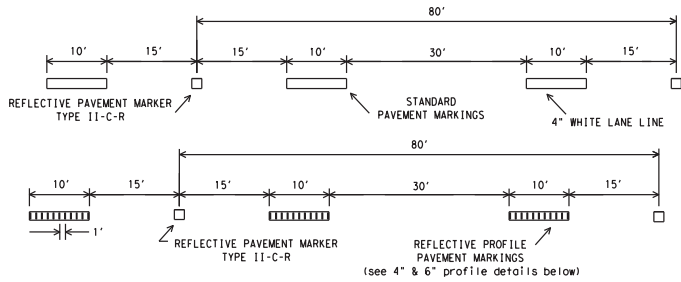 80'
10'
15'
15'
10'
30'
10'
15'
REFLECTIVE PAVEMENT MARKER
TYPE II-C-R
STANDARD
PAVEMENT MARKINGS
4" WHITE LANE LINE
80'
10'
15'
15'
10'
30'
10'
15'
1'
REFLECTIVE PAVEMENT MARKER
TYPE II-C-R
REFLECTIVE PROFILE
PAVEMENT MARKINGS
(see 4" & 6" profile details below)